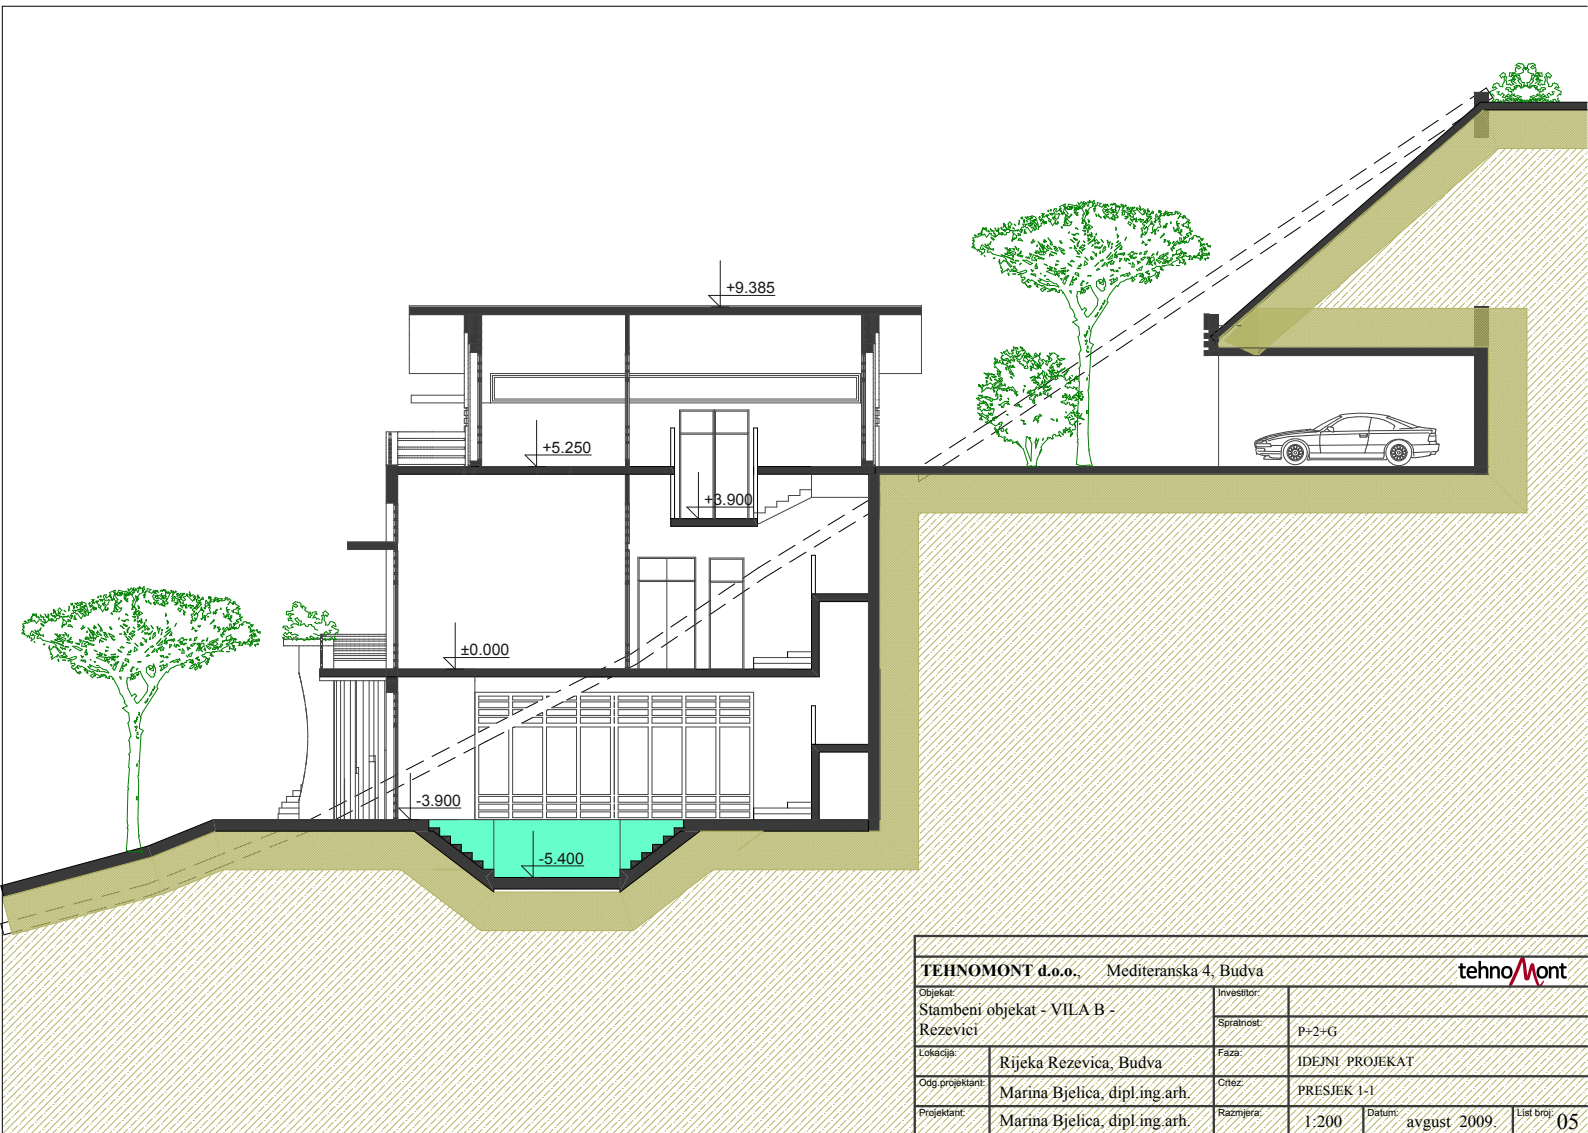 +9.385
+5.250
+3.900
±0.000
-3.900
-5.400
TEHNOMONT d.o.o., Mediteranska 4, Budva
tehnoMont
Objekat:
Stambeni objekat - VILA B -
Rezevici
Investitor:
Spratnost:
P+2+G
Lokacija:
Rijeka Rezevica, Budva
Faza:
IDEJNI PROJEKAT
Odg.projektant:
Marina Bjelica, dipl.ing.arh.
Crtez:
PRESJEK 1-1
Projektant:
Marina Bjelica, dipl.ing.arh.
Razmjera:
1:200
Datum:
avgust 2009.
List broj:
05